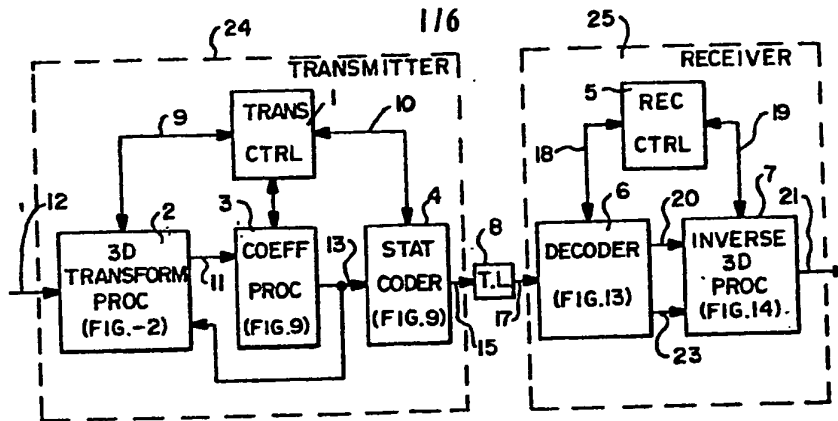 1/6
24
25
TRANSMITTER
RECEIVER
1
TRANS
CTRL
5
REC
CTRL
9
10
18
19
12
2
3D
TRANSFORM
PROC
(FIG.-2)
11
3
COEFF
PROC
(FIG.9)
13
4
STAT
CODER
(FIG.9)
15
8
T.L
17
6
DECODER
(FIG.13)
20
23
7
INVERSE
3D
PROC
(FIG.14)
21